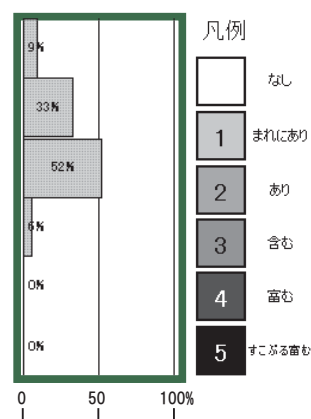 9%
33%
52%
6%
0%
0%
0 50 100%
凡例
なし
1 まれにあり
2 あり
3 含む
4 富む
5 すこぶる富む